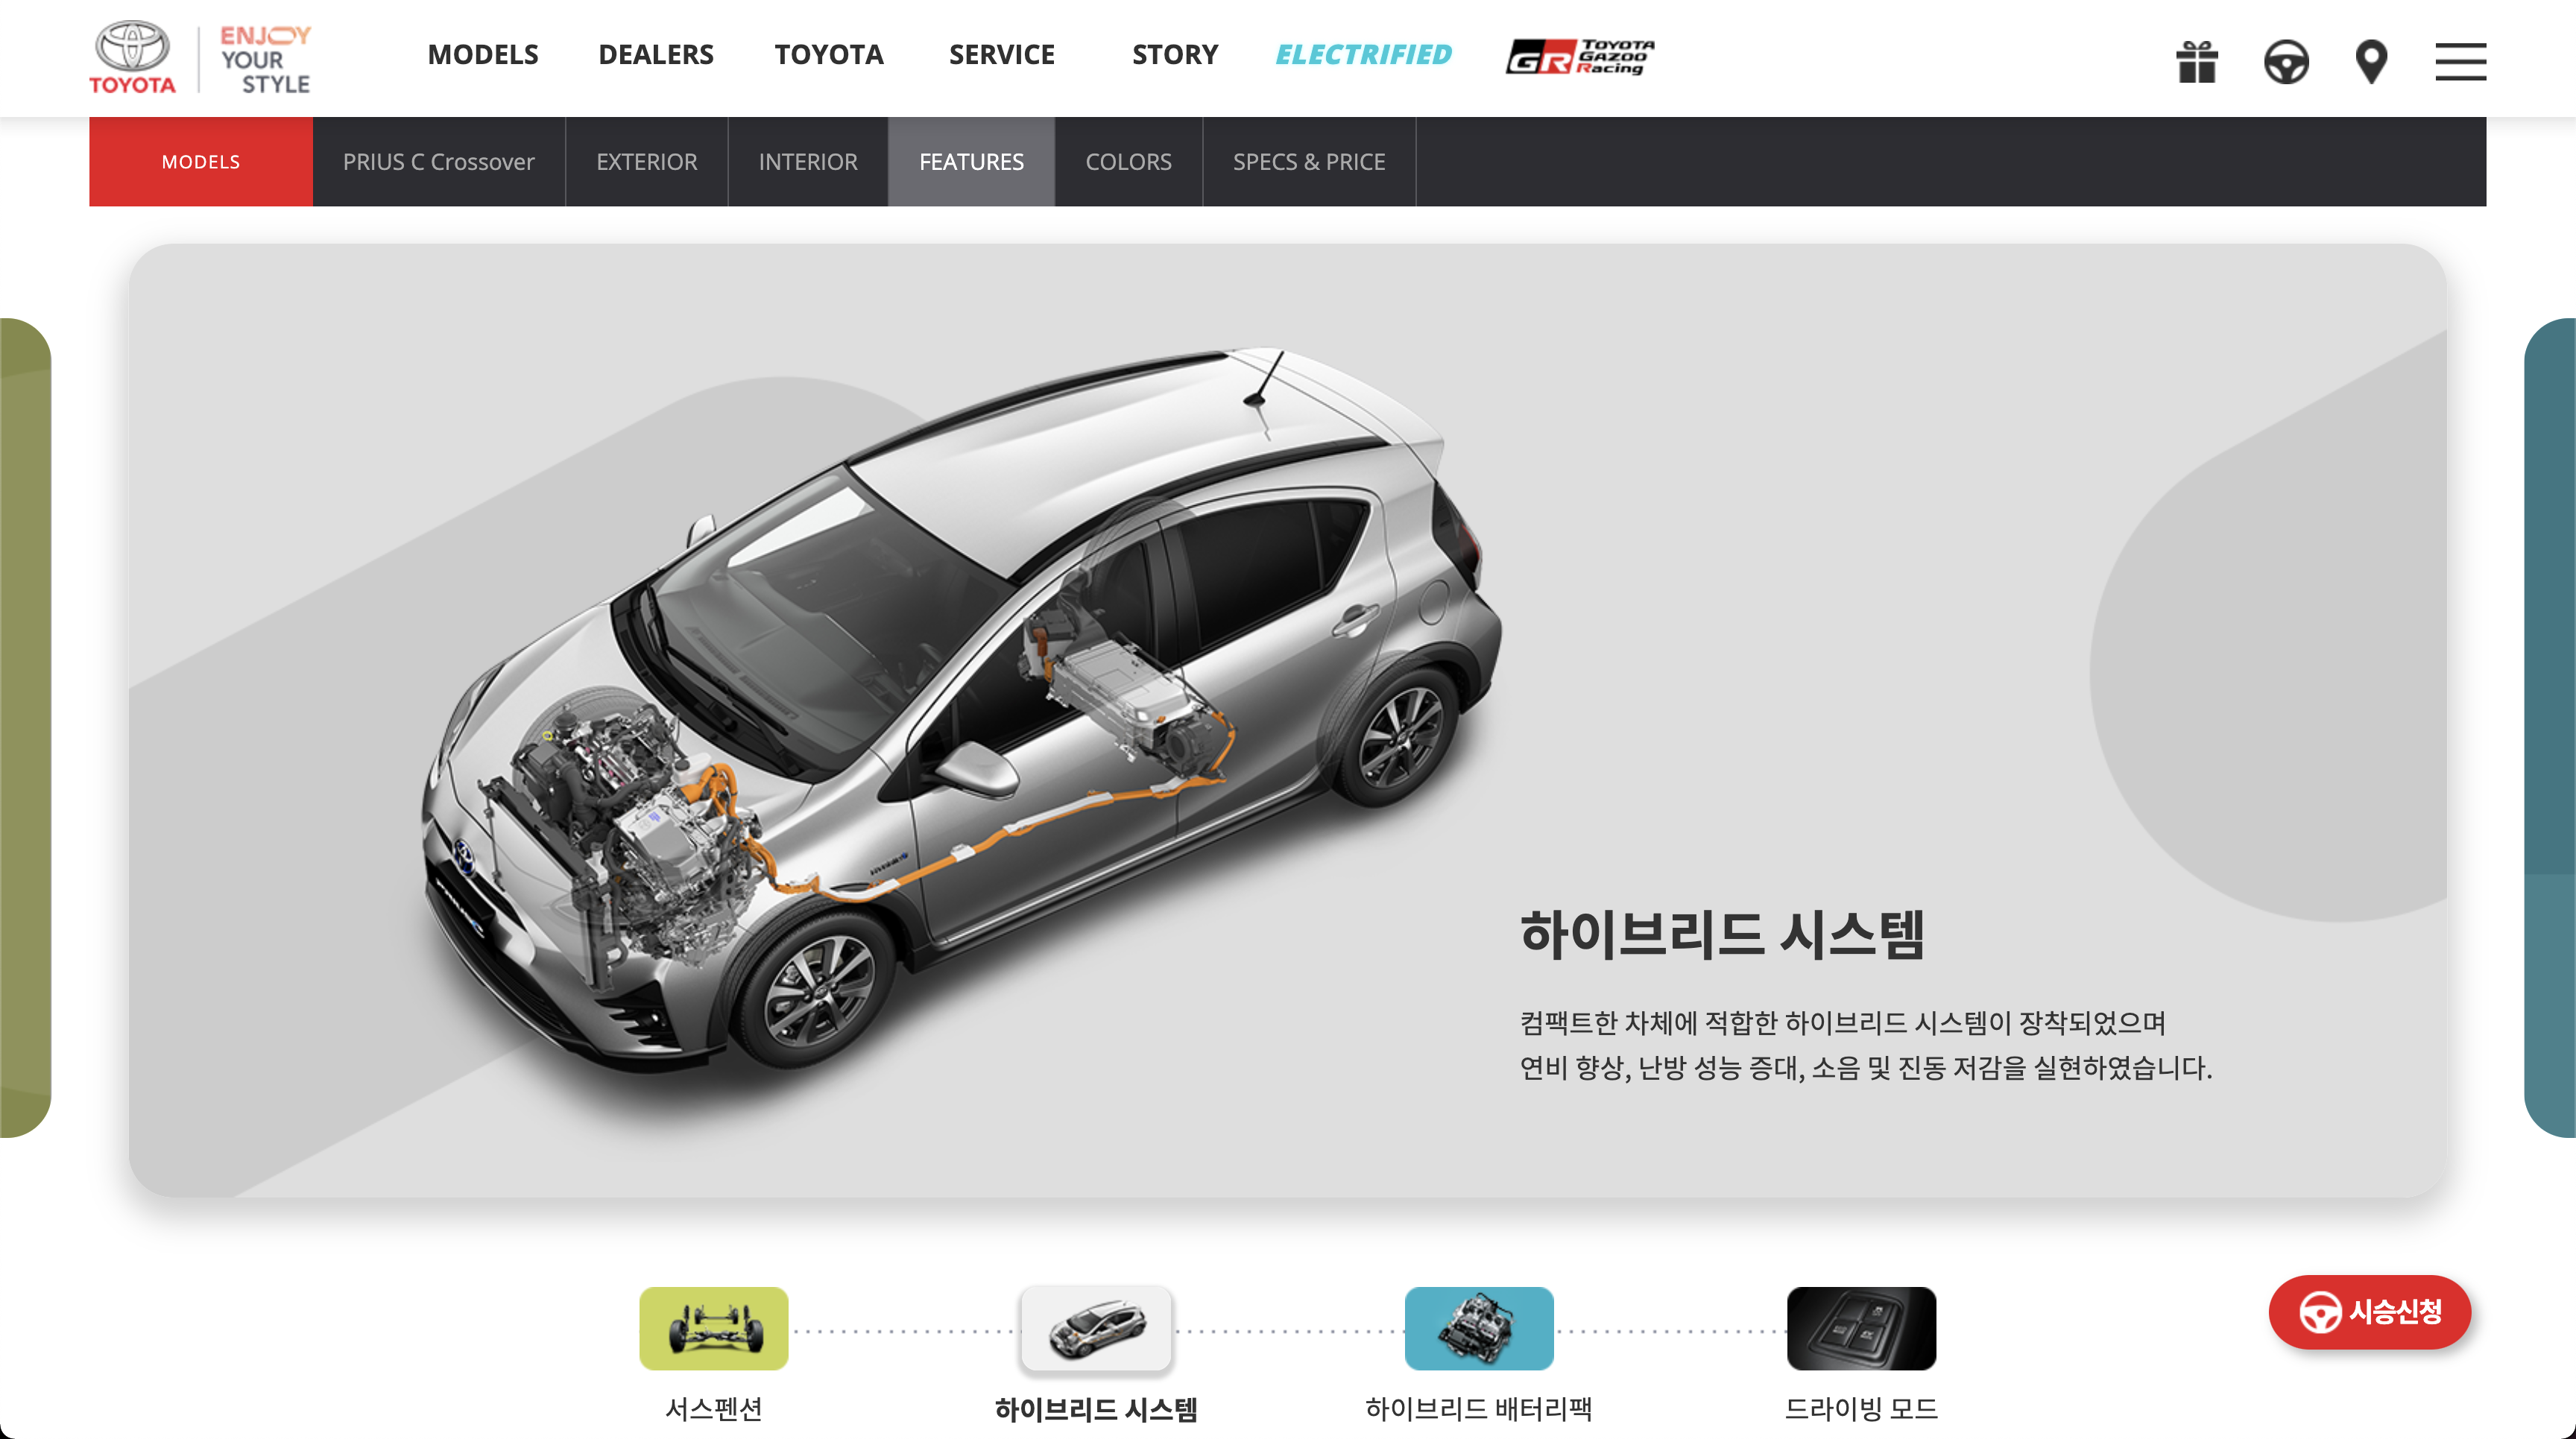 TOYOTA
ENJOY
YOUR
STYLE
MODELS
DEALERS
TOYOTA
SERVICE
STORY
ELECTRIFIED
GR TOYOTA
GAZOO
Racing
MODELS
PRIUS C Crossover
EXTERIOR
INTERIOR
FEATURES
COLORS
SPECS & PRICE
하이브리드 시스템
컴팩트한 차체에 적합한 하이브리드 시스템이 장착되었으며
연비 향상, 난방 성능 증대, 소음 및 진동 저감을 실현하였습니다.
시승신청
서스펜션
하이브리드 시스템
하이브리드 배터리팩
드라이빙 모드